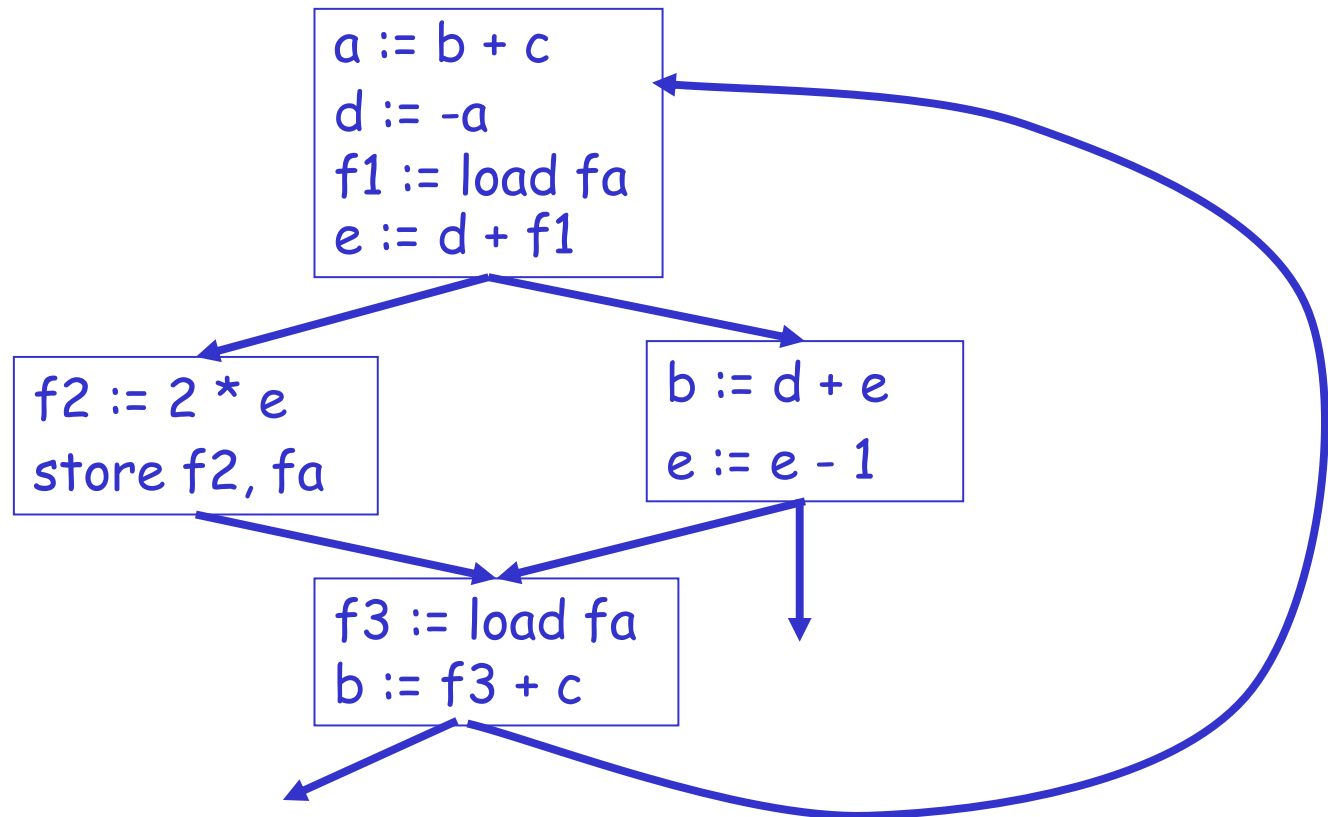 a := b + c
d := -a
f1 := load fa
e := d + f1
f2 := 2 * e
store f2, fa
b := d + e
e := e - 1
f3 := load fa
b := f3 + c